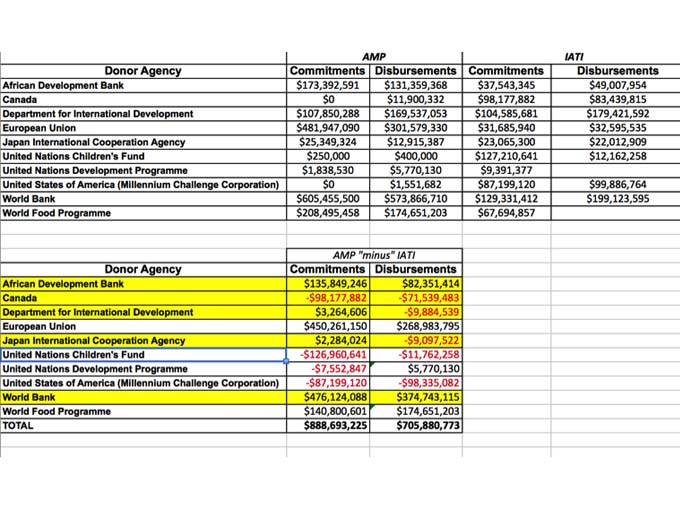 AMP IATI
Donor Agency Commitments Disbursements Commitments Disbursements
African Development Bank $173,392,591 $131,359,368 $37,543,345 $49,007,954
Canada $0 $11,900,332 $98,177,882 $83,439,815
Department for International Development $107,850,288 $169,537,053 $104,585,681 $179,421,592
European Union $481,947,090 $301,579,330 $31,685,940 $32,595,535
Japan International Cooperation Agency $25,349,324 $12,915,387 $23,065,300 $22,012,909
United Nations Children's Fund $250,000 $400,000 $127,210,641 $12,162,258
United Nations Development Programme $1,838,530 $5,770,130 $9,391,377
United States of America (Millennium Challenge Corporation) $0 $1,551,682 $87,199,120 $99,886,764
World Bank $605,455,500 $573,866,710 $129,331,412 $199,123,595
World Food Programme $208,495,458 $174,651,203 $67,694,857
AMP "minus" IATI
Donor Agency Commitments Disbursements
African Development Bank $135,849,246 $82,351,414
Canada -$98,177,882 -$71,539,483
Department for International Development $3,264,606 -$9,884,539
European Union $450,261,150 $268,983,795
Japan International Cooperation Agency $2,284,024 -$9,097,522
United Nations Children's Fund -$126,960,641 -$11,762,258
United Nations Development Programme -$7,552,847 $5,770,130
United States of America (Millennium Challenge Corporation) -$87,199,120 -$98,335,082
World Bank $476,124,088 $374,743,115
World Food Programme $140,800,601 $174,651,203
TOTAL $888,693,225 $705,880,773